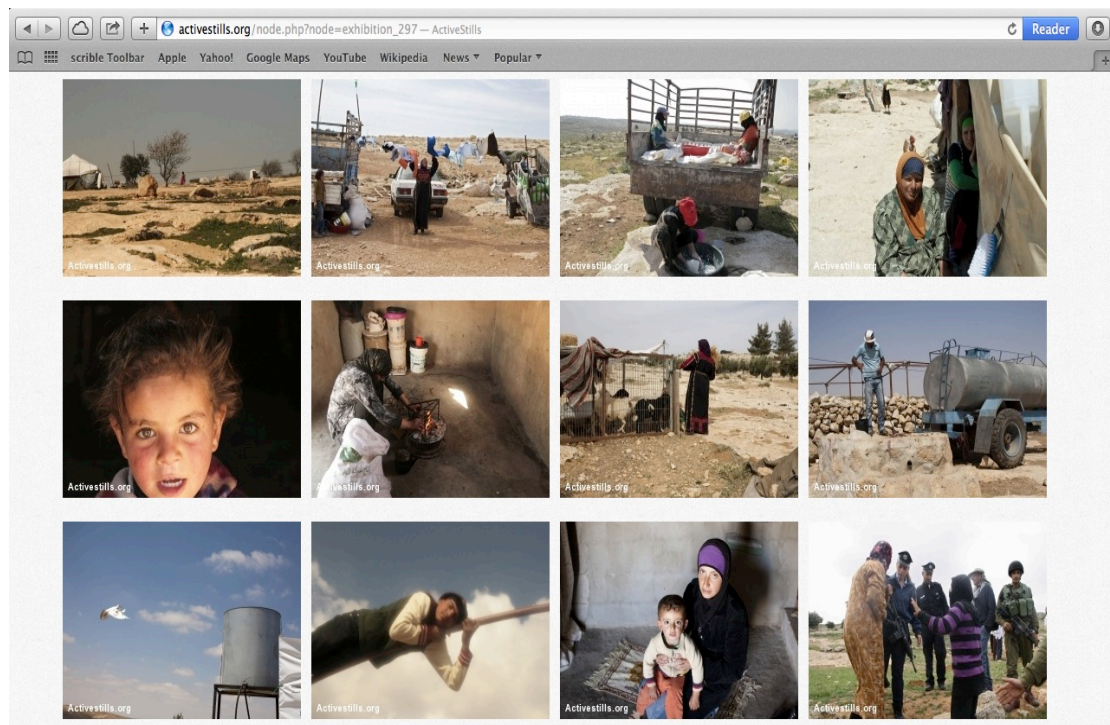 activestills.org/node.php?node=exhibition_297 — ActiveStills
Reader
scrible Toolbar Apple Yahoo! Google Maps YouTube Wikipedia News Popular
Activestills.org Activestills.org Activestills.org Activestills.org
Activestills.org Activestills.org Activestills.org Activestills.org
Activestills.org Activestills.org Activestills.org Activestills.org